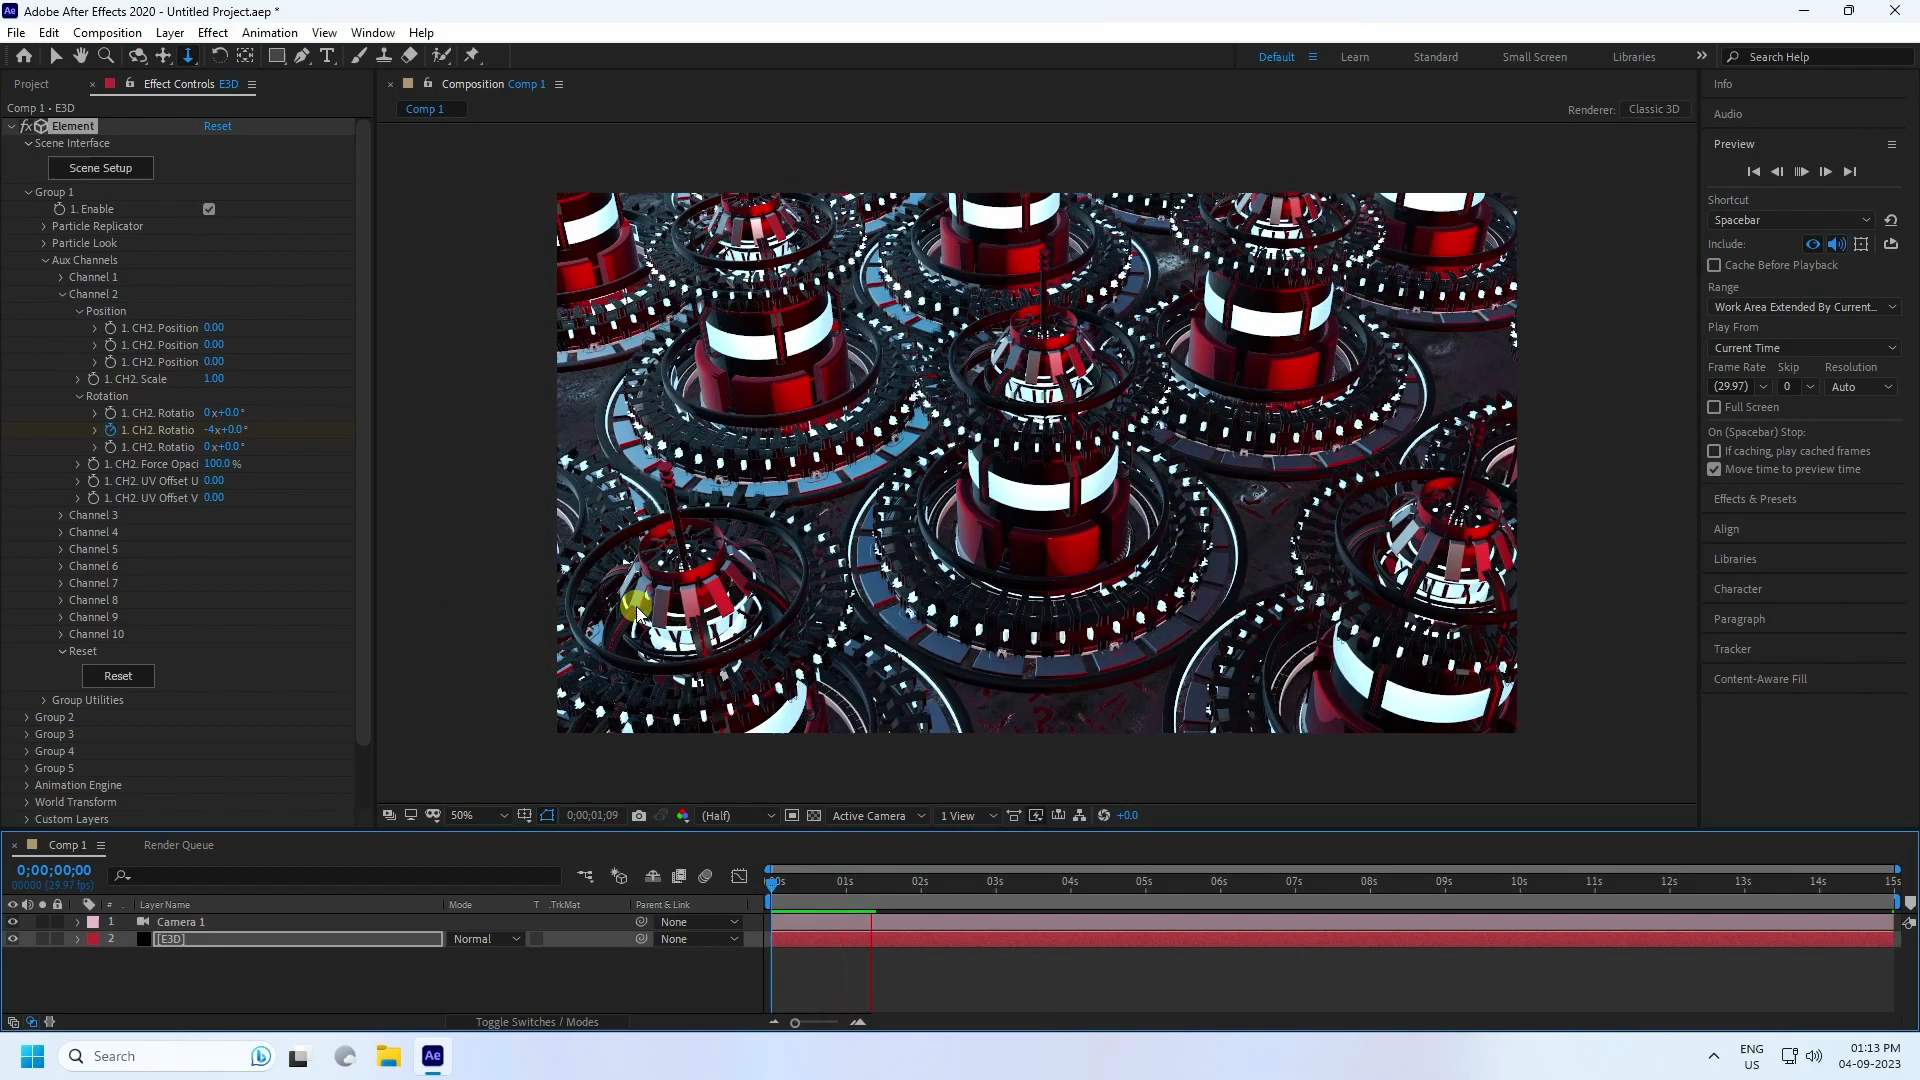 Adobe After Effects 2020 - Untitled Project.aep *
File Edit Composition Layer Effect Animation View Window Help
Default Learn Standard Small Screen Libraries Search Help
Project Effect Controls E3D
Comp 1 • E3D
fx Element Reset
Scene Interface
Scene Setup
Group 1
1. Enable
Particle Replicator
Particle Look
Aux Channels
Channel 1
Channel 2
Position
1. CH2. Position 0.00
1. CH2. Position 0.00
1. CH2. Position 0.00
1. CH2. Scale 1.00
Rotation
1. CH2. Rotatio 0x+0.0°
1. CH2. Rotatio -4x+0.0°
1. CH2. Rotatio 0x+0.0°
1. CH2. Force Opaci 100.0%
1. CH2. UV Offset U 0.00
1. CH2. UV Offset V 0.00
Channel 3
Channel 4
Channel 5
Channel 6
Channel 7
Channel 8
Channel 9
Channel 10
Reset
Reset
Group Utilities
Group 2
Group 3
Group 4
Group 5
Animation Engine
World Transform
Custom Layers
Composition Comp 1
Comp 1
Renderer: Classic 3D
50% 0;00;01;09 (Half) Active Camera 1 View +0.0
Info
Audio
Preview
Shortcut
Spacebar
Include:
Cache Before Playback
Range
Work Area Extended By Current...
Play From
Current Time
Frame Rate Skip Resolution
(29.97) 0 Auto
Full Screen
On (Spacebar) Stop:
If caching, play cached frames
Move time to preview time
Effects & Presets
Align
Libraries
Character
Paragraph
Tracker
Content-Aware Fill
Comp 1 Render Queue
0;00;00;00
00000 (29.97 fps)
01s 02s 03s 04s 05s 06s 07s 08s 09s 10s 11s 12s 13s 14s 15s
# Layer Name Mode T .TrkMat Parent & Link
1 Camera 1 None
2 [E3D] Normal None
Toggle Switches / Modes
Search
Ae
ENG
US
01:13 PM
04-09-2023